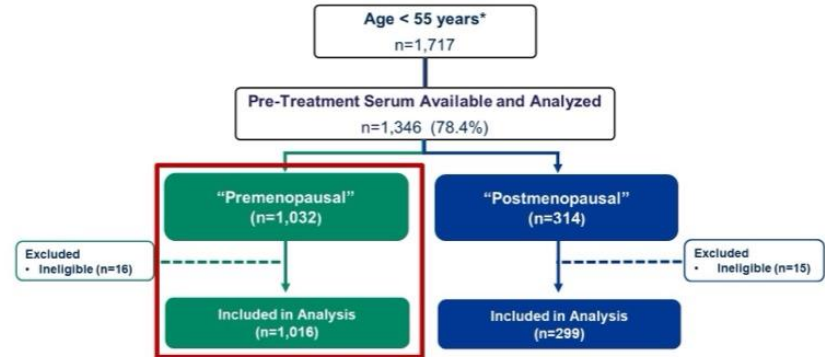 Age < 55 years*
n=1,717
Pre-Treatment Serum Available and Analyzed
n=1,346 (78.4%)
“Premenopausal”
(n=1,032)
“Postmenopausal”
(n=314)
Excluded
• Ineligible (n=16)
Excluded
• Ineligible (n=15)
Included in Analysis
(n=1,016)
Included in Analysis
(n=299)